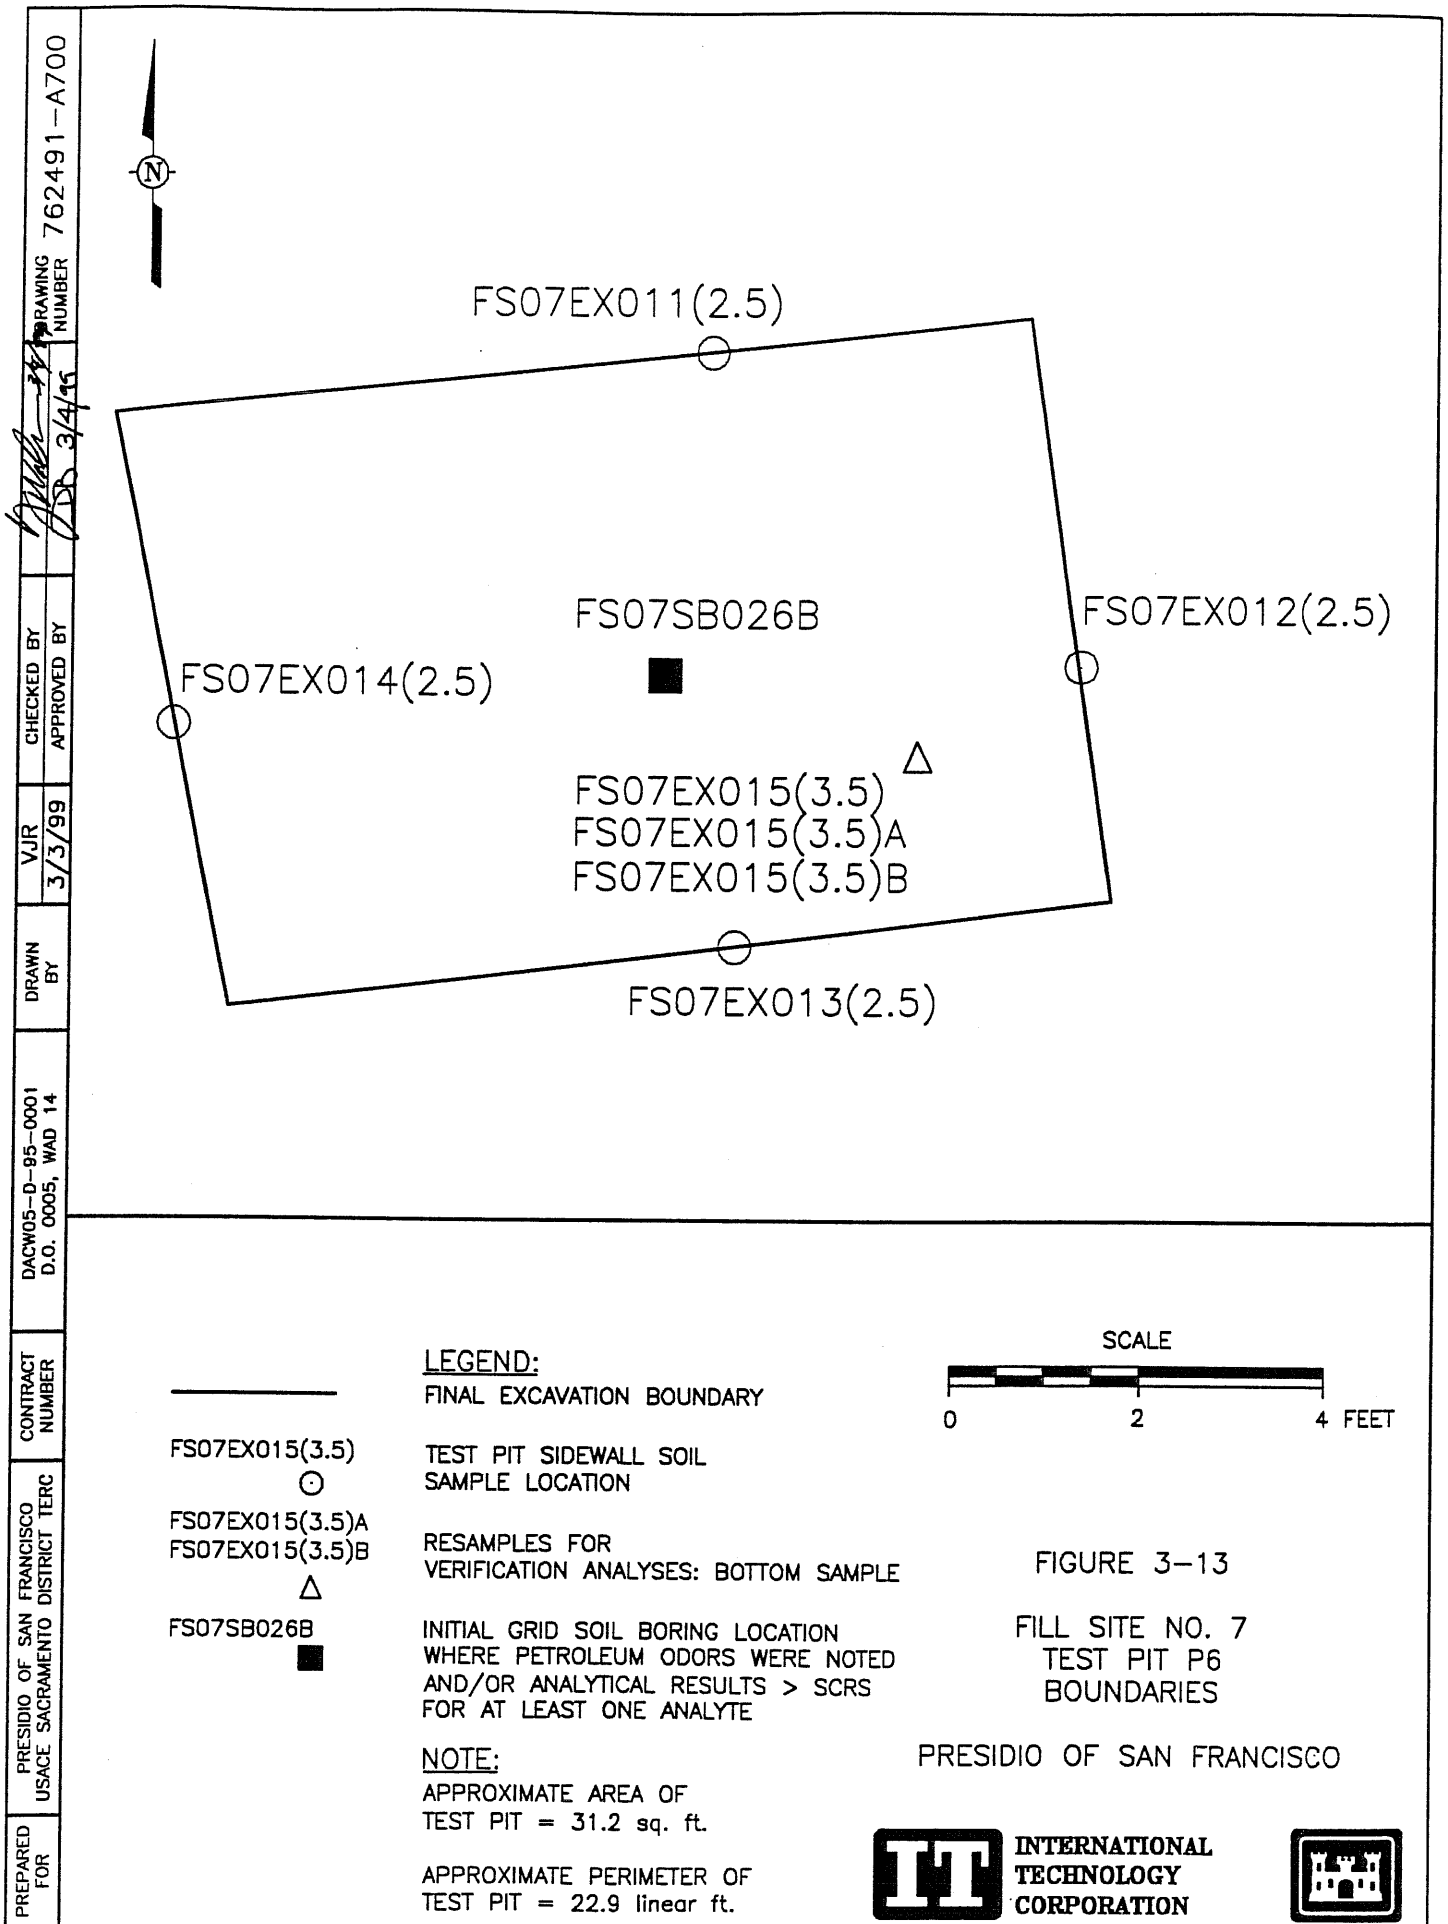 DRAWING
NUMBER
762491-A700
3/4/99
CHECKED BY
APPROVED BY
VJR
3/3/99
DRAWN
BY
DACW05-D-95-0001
D.O. 0005, WAD 14
CONTRACT
NUMBER
PRESIDIO OF SAN FRANCISCO
USACE SACRAMENTO DISTRICT TERC
PREPARED
FOR
N
FS07EX011(2.5)
FS07SB026B
FS07EX012(2.5)
FS07EX014(2.5)
FS07EX015(3.5)
FS07EX015(3.5)A
FS07EX015(3.5)B
FS07EX013(2.5)
LEGEND:
FINAL EXCAVATION BOUNDARY
FS07EX015(3.5)
TEST PIT SIDEWALL SOIL
SAMPLE LOCATION
FS07EX015(3.5)A
FS07EX015(3.5)B
RESAMPLES FOR
VERIFICATION ANALYSES: BOTTOM SAMPLE
FS07SB026B
INITIAL GRID SOIL BORING LOCATION
WHERE PETROLEUM ODORS WERE NOTED
AND/OR ANALYTICAL RESULTS > SCRS
FOR AT LEAST ONE ANALYTE
NOTE:
APPROXIMATE AREA OF
TEST PIT = 31.2 sq. ft.
APPROXIMATE PERIMETER OF
TEST PIT = 22.9 linear ft.
SCALE
0 2 4 FEET
FIGURE 3-13
FILL SITE NO. 7
TEST PIT P6
BOUNDARIES
PRESIDIO OF SAN FRANCISCO
IT
INTERNATIONAL
TECHNOLOGY
CORPORATION